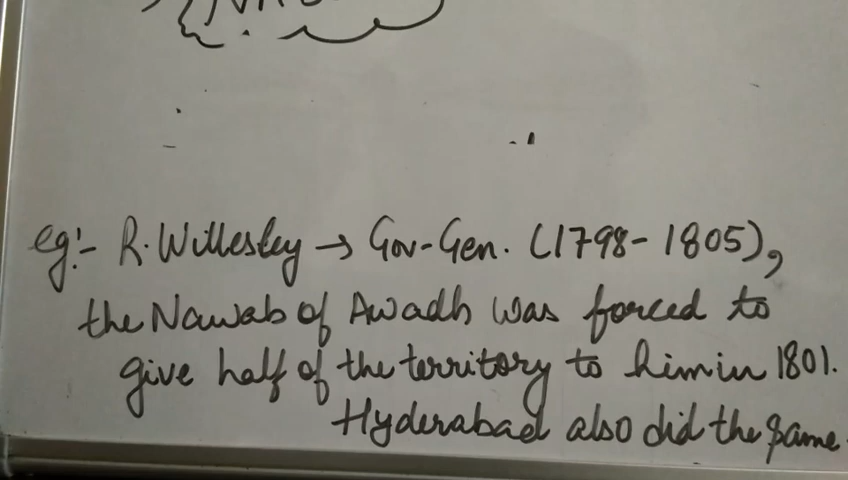 eg:- R. Willesley → Gov-Gen. (1798-1805),
the Nawab of Awadh was forced to
give half of the territory to him in 1801.
Hyderabad also did the same.